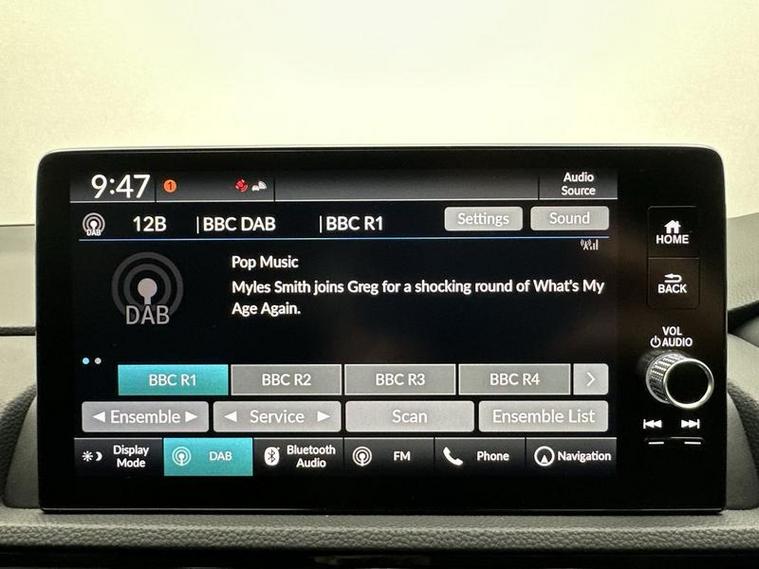 9:47
1
Audio
Source
DAB
12B
|BBC DAB
|BBC R1
Settings
Sound
HOME
Pop Music
Myles Smith joins Greg for a shocking round of What's My
Age Again.
DAB
BACK
VOL
AUDIO
BBC R1
BBC R2
BBC R3
BBC R4
Ensemble
Service
Scan
Ensemble List
Display
Mode
DAB
Bluetooth
Audio
FM
Phone
Navigation